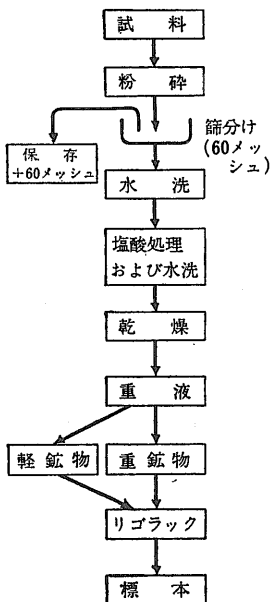 試料
粉砕
篩分け
(60メッ
シュ)
保存
+60メッシュ
水洗
塩酸処理
および水洗
乾燥
重液
軽鉱物
重鉱物
リゴラック
標本